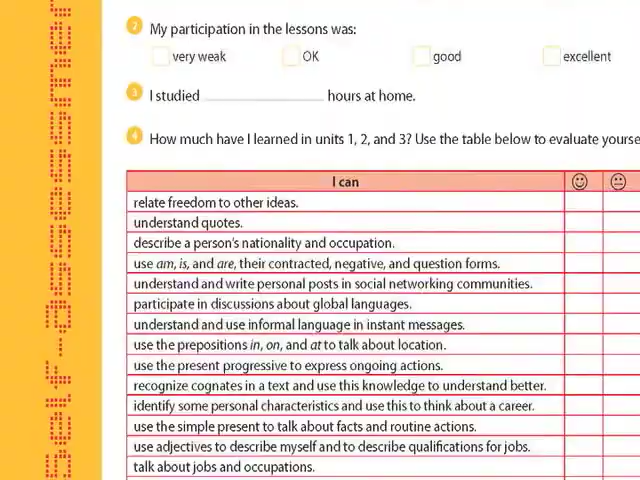 self-assessmen
2 My participation in the lessons was:
very weak OK good excellent
3 I studied ______ hours at home.
4 How much have I learned in units 1, 2, and 3? Use the table below to evaluate yourse
I can
relate freedom to other ideas.
understand quotes.
describe a person's nationality and occupation.
use am, is, and are, their contracted, negative, and question forms.
understand and write personal posts in social networking communities.
participate in discussions about global languages.
understand and use informal language in instant messages.
use the prepositions in, on, and at to talk about location.
use the present progressive to express ongoing actions.
recognize cognates in a text and use this knowledge to understand better.
identify some personal characteristics and use this to think about a career.
use the simple present to talk about facts and routine actions.
use adjectives to describe myself and to describe qualifications for jobs.
talk about jobs and occupations.